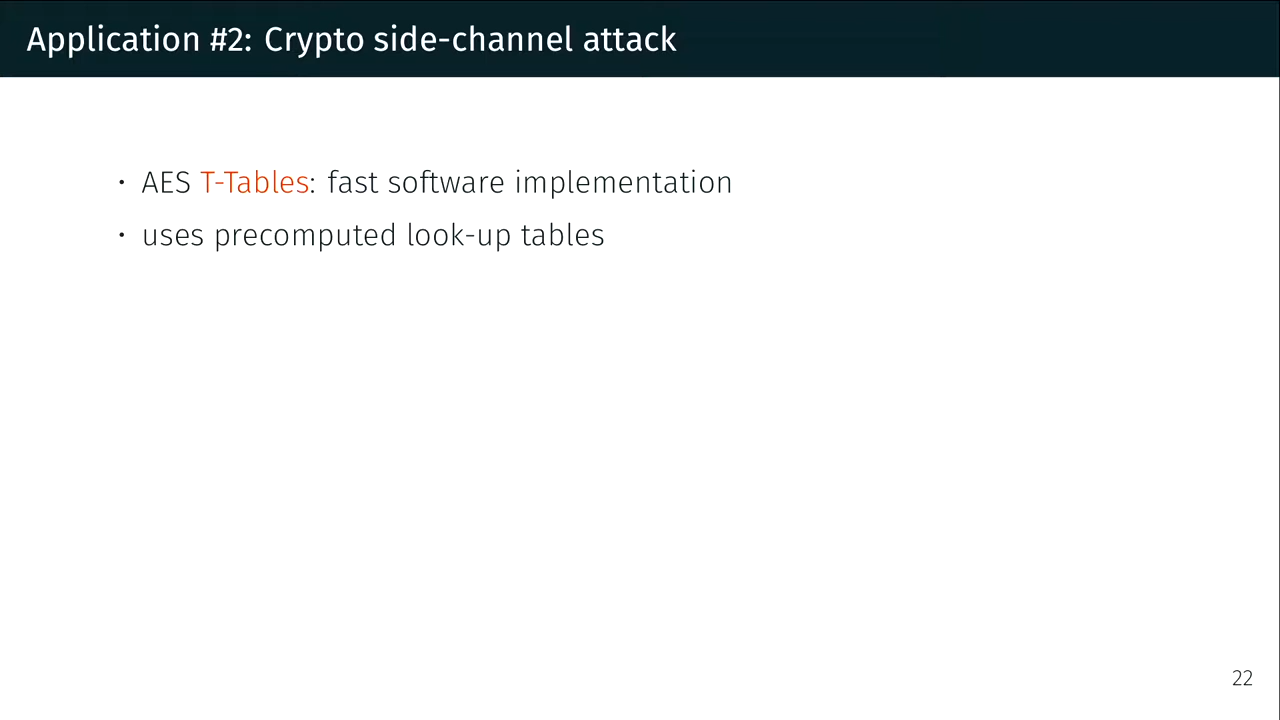 Application #2: Crypto side-channel attack
· AES T-Tables: fast software implementation
· uses precomputed look-up tables
22